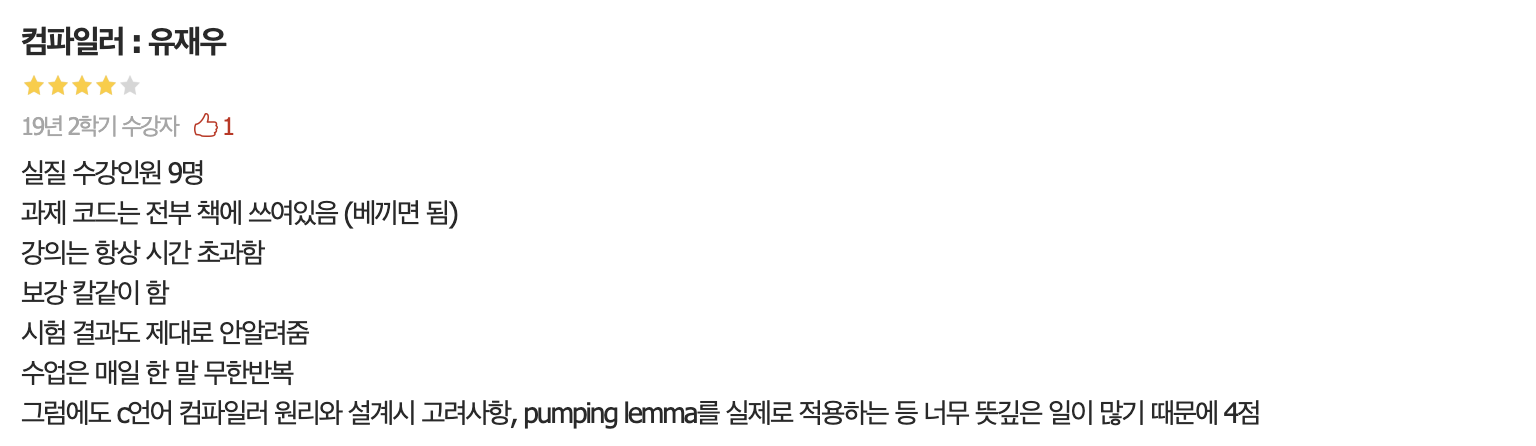 컴파일러 : 유재우
19년 2학기 수강자 1
실질 수강인원 9명
과제 코드는 전부 책에 쓰여있음 (베끼면 됨)
강의는 항상 시간 초과함
보강 칼같이 함
시험 결과도 제대로 안알려줌
수업은 매일 한 말 무한반복
그럼에도 c언어 컴파일러 원리와 설계시 고려사항, pumping lemma를 실제로 적용하는 등 너무 뜻깊은 일이 많기 때문에 4점